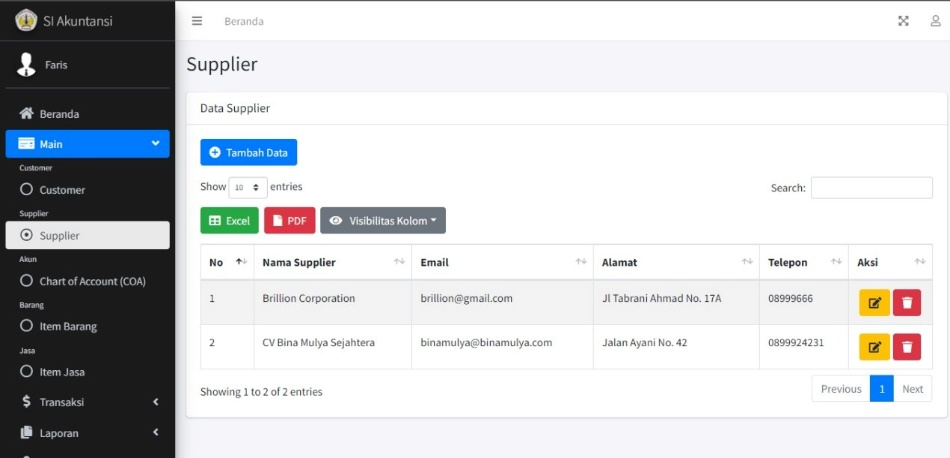 SI Akuntansi
Beranda
Faris
Beranda
Main
Customer
Customer
Supplier
Supplier
Akun
Chart of Account (COA)
Barang
Item Barang
Jasa
Item Jasa
$ Transaksi
Laporan
Supplier
Data Supplier
Tambah Data
Show 10 entries
Search:
Excel PDF Visibilitas Kolom
No Nama Supplier Email Alamat Telepon Aksi
1 Brillion Corporation brillion@gmail.com Jl Tabrani Ahmad No. 17A 08999666
2 CV Bina Mulya Sejahtera binamulya@binamulya.com Jalan Ayani No. 42 0899924231
Showing 1 to 2 of 2 entries
Previous 1 Next